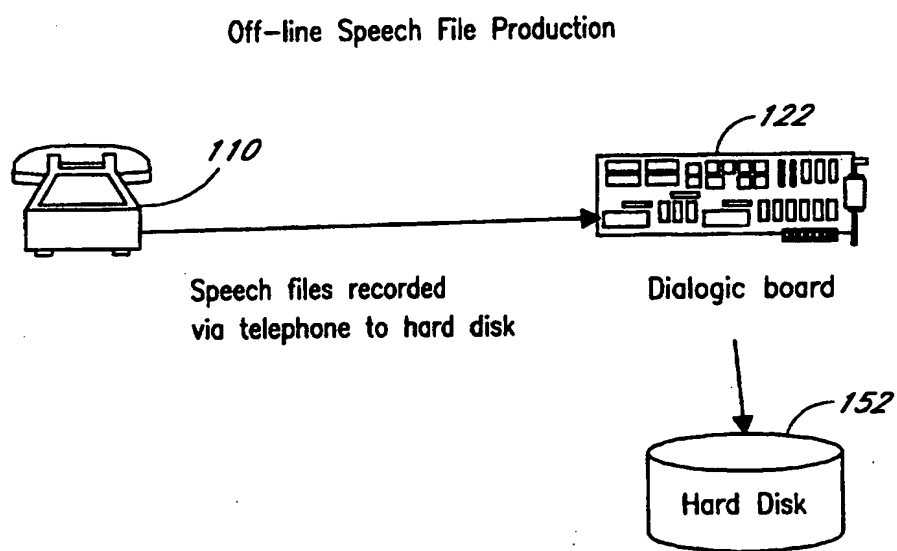 Off-line Speech File Production
110
122
Speech files recorded
via telephone to hard disk
Dialogic board
152
Hard Disk